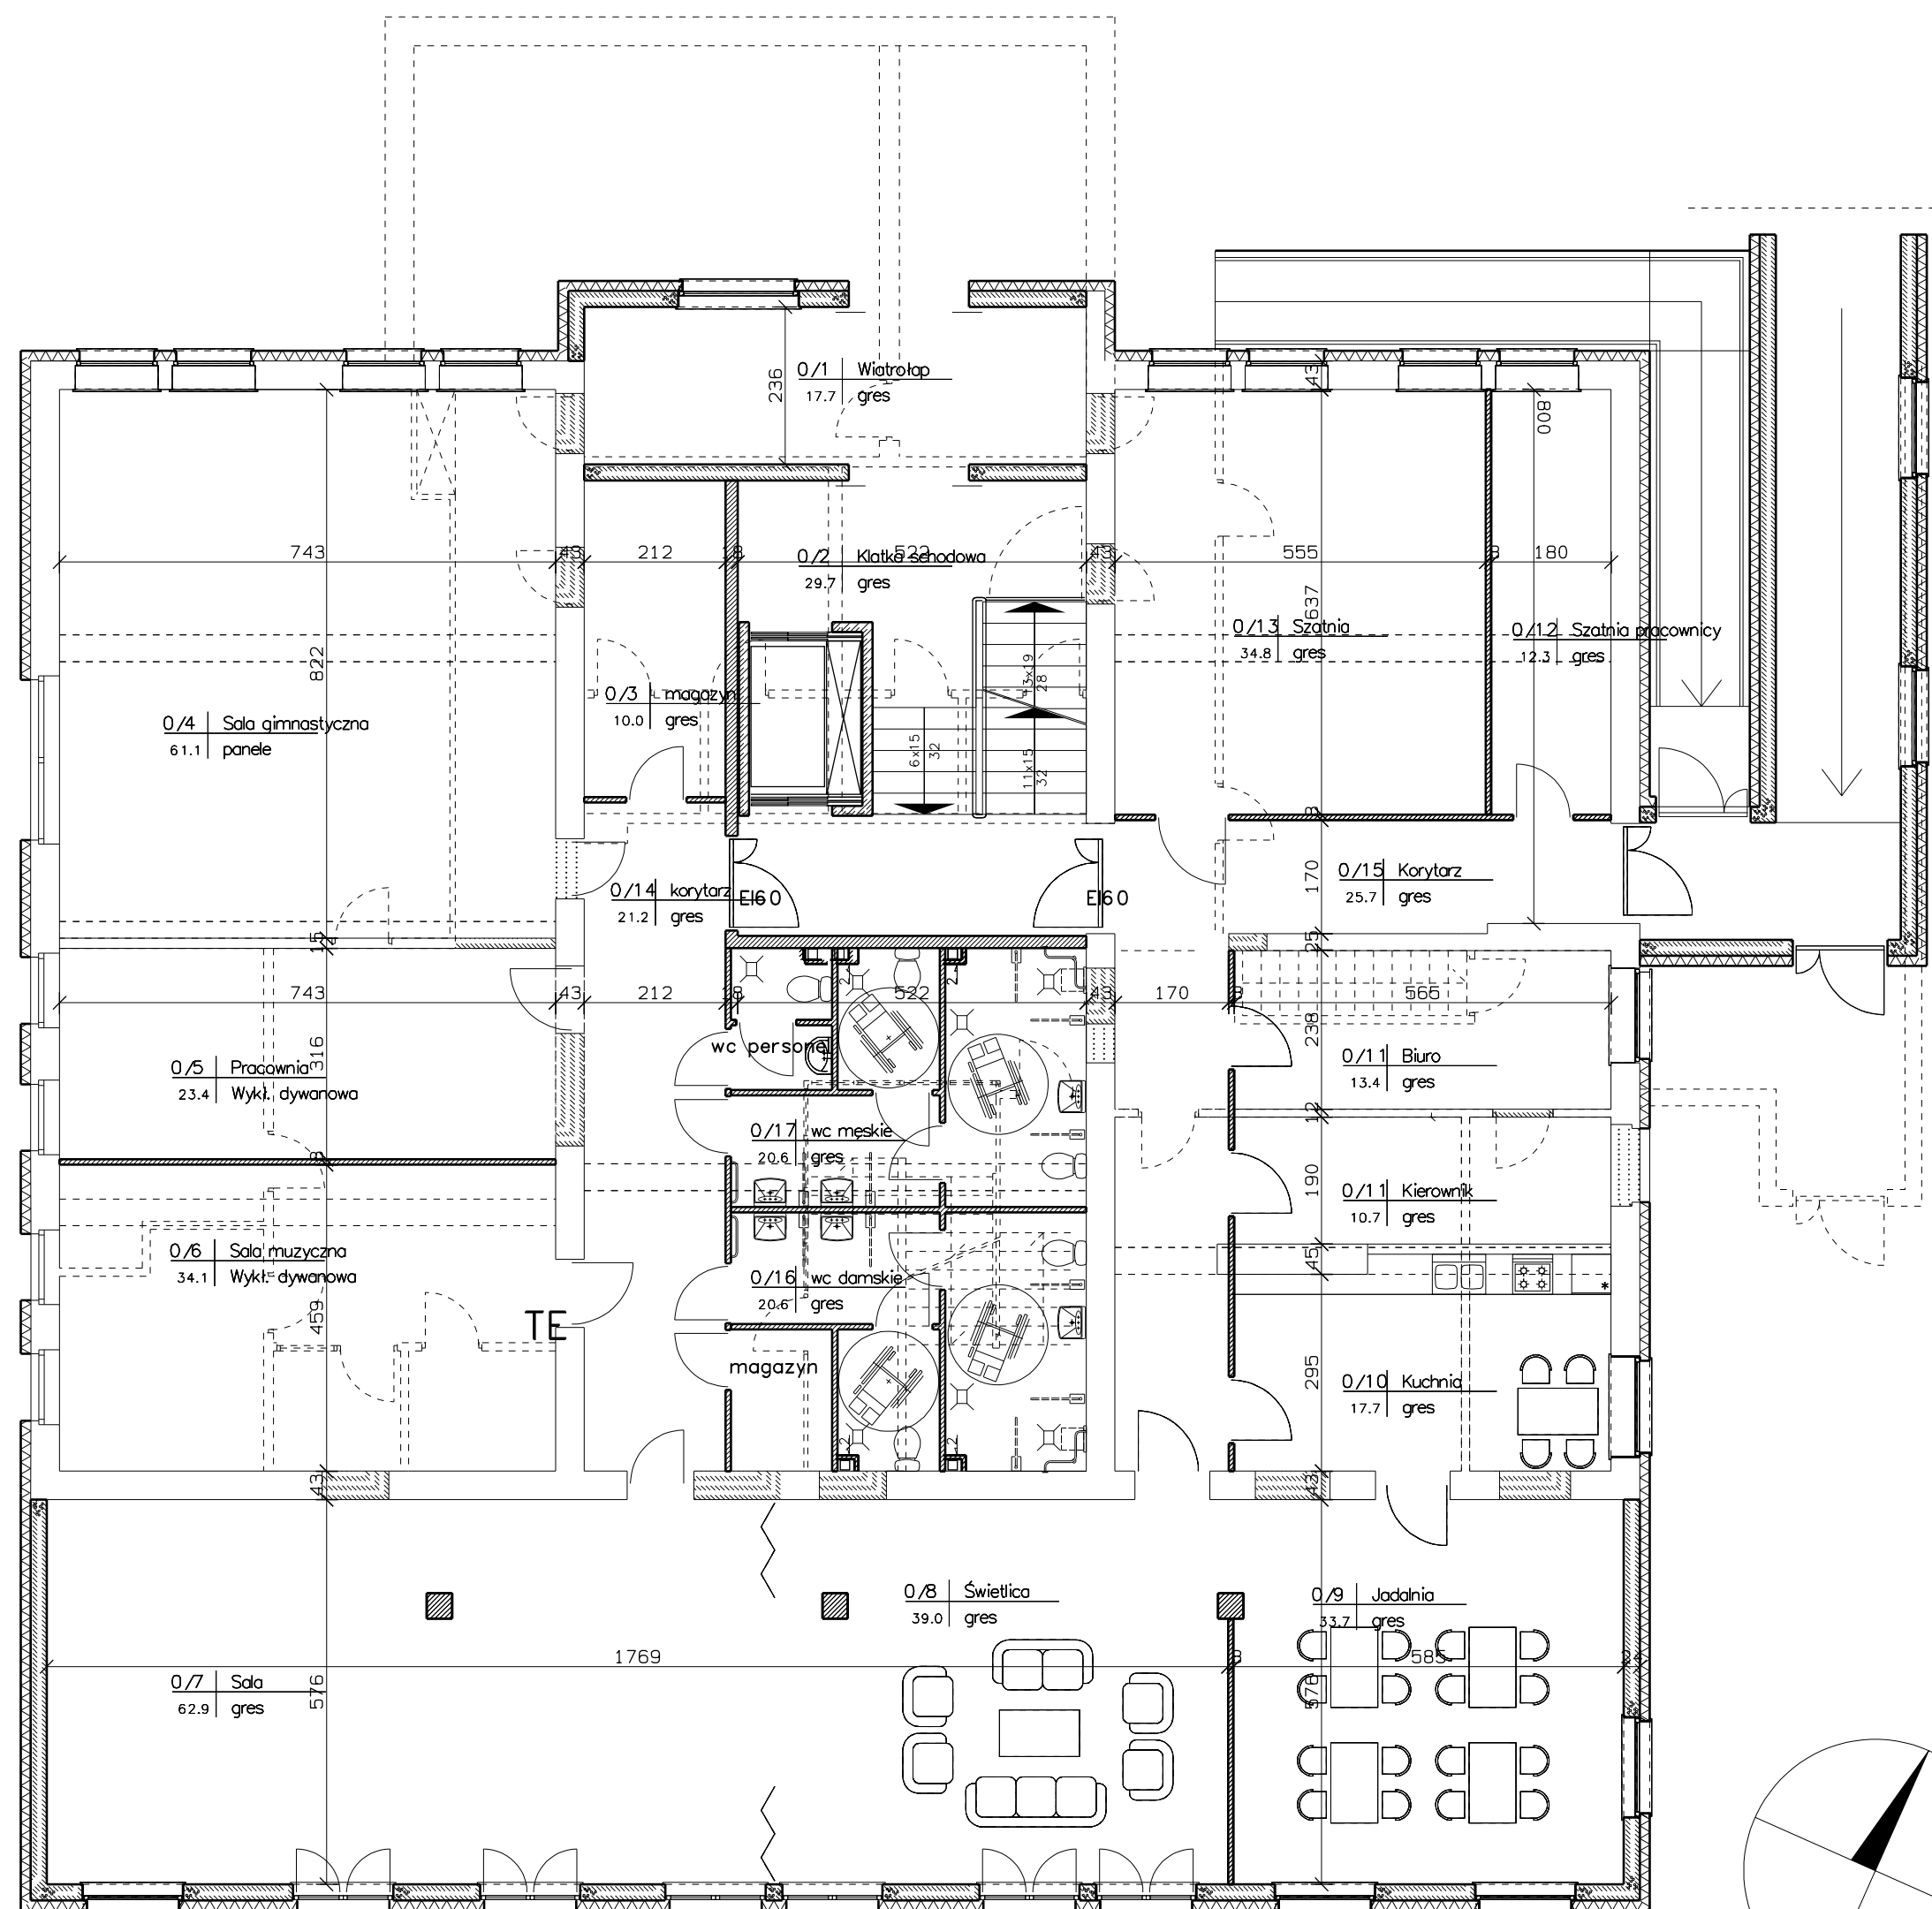 0/1 Wiatrołap
17.7 gres
236
43
800
743 43 212 18 522 43 555 8 180
0/2 Klatka schodowa
29.7 gres
637
0/13 Szatnia
34.8 gres
0/12 Szatnia pracownicy
12.3 gres
822
0/3 magazyn
10.0 gres
13x19
28
0/4 Sala gimnastyczna
61.1 panele
6x15
32
11x15
32
8
0/14 korytarz
21.2 gres
EI60
EI60
170
0/15 Korytarz
25.7 gres
15
25
743 43 212 18 522 43 170 8 565
238
wc personel
316
0/5 Pracownia
23.4 Wykł. dywanowa
0/11 Biuro
13.4 gres
12
0/17 wc męskie
20.6 gres
8
190
0/11 Kierownik
10.7 gres
0/6 Sala muzyczna
34.1 Wykł. dywanowa
45
0/16 wc damskie
20.6 gres
*
459
TE
magazyn
295
0/10 Kuchnia
17.7 gres
43
43
0/8 Świetlica
39.0 gres
0/9 Jadalnia
33.7 gres
1769 8 585
0/7 Sala
62.9 gres
576
576